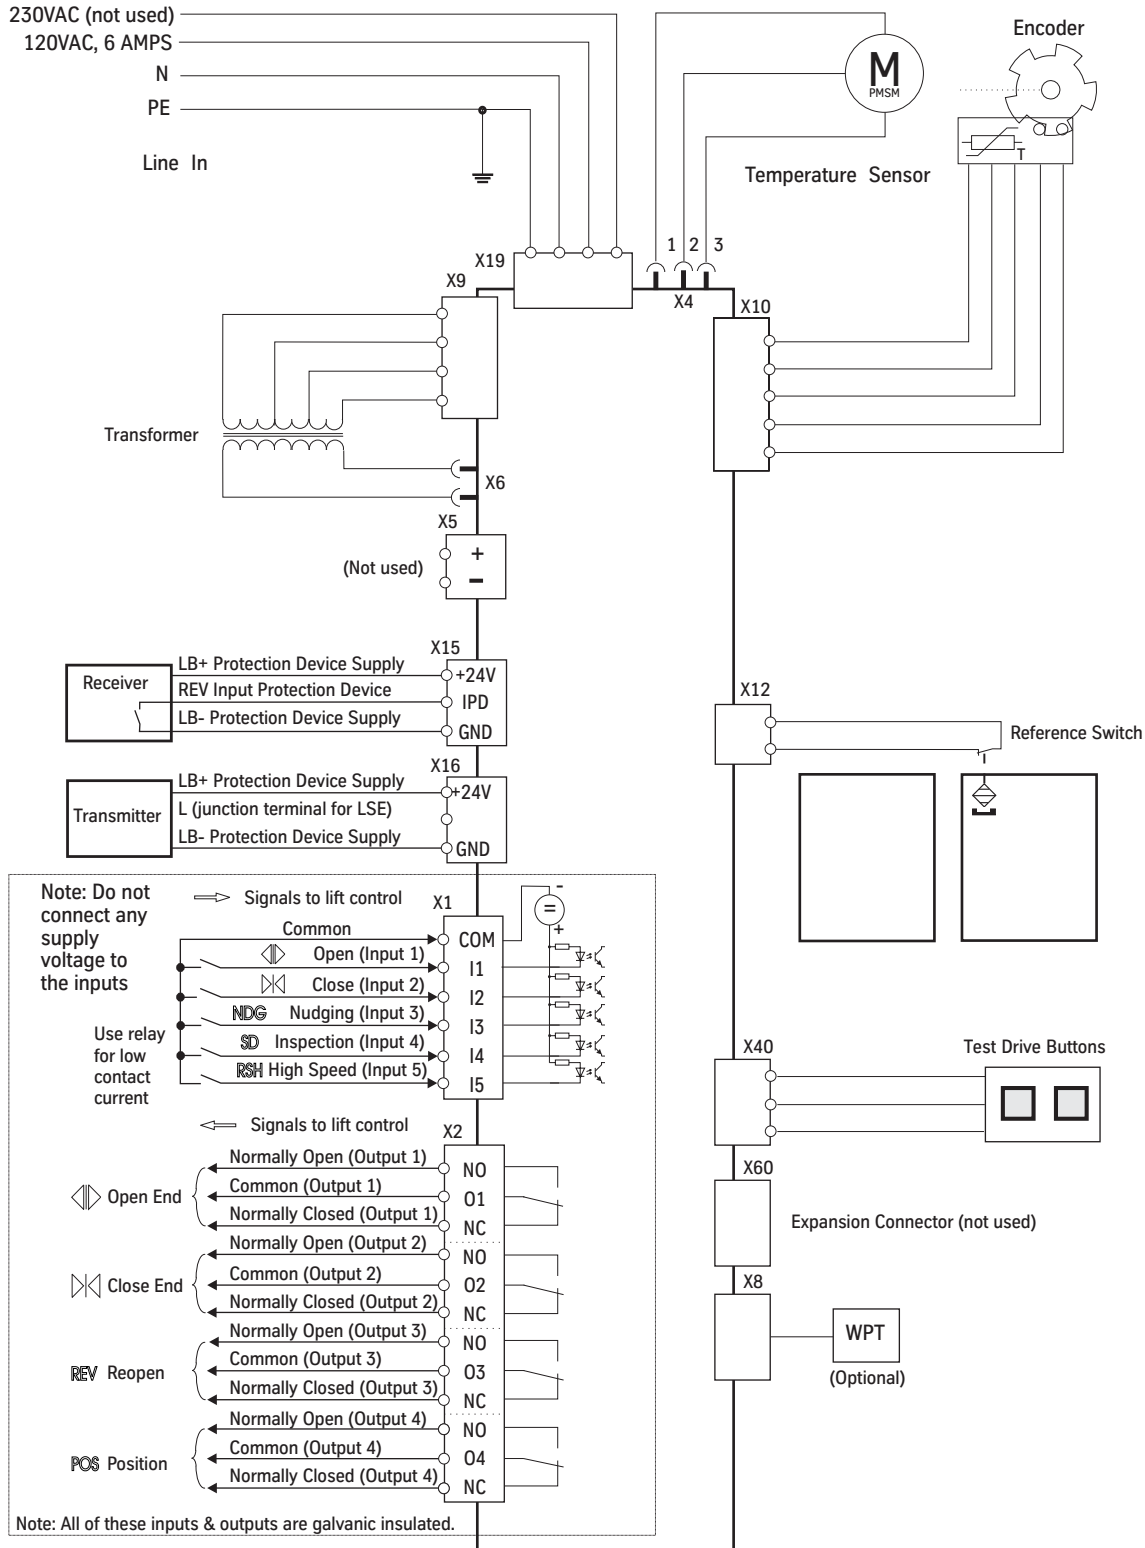 230VAC (not used)
120VAC, 6 AMPS
N
PE
Line In
M
PMSM
Encoder
T
Temperature Sensor
1 2 3
X19
X4
X9
X10
Transformer
X6
X5
+
-
(Not used)
X15
Receiver
LB+ Protection Device Supply
+24V
REV Input Protection Device
IPD
LB- Protection Device Supply
GND
X12
Reference Switch
X16
Transmitter
LB+ Protection Device Supply
+24V
L (junction terminal for LSE)
LB- Protection Device Supply
GND
Note: Do not
connect any
supply
voltage to
the inputs
Signals to lift control
X1
-
=
+
Common
COM
Open (Input 1)
I1
Close (Input 2)
I2
NDG Nudging (Input 3)
I3
SD Inspection (Input 4)
I4
RSH High Speed (Input 5)
I5
Use relay
for low
contact
current
X40
Test Drive Buttons
Signals to lift control
X2
Open End
Normally Open (Output 1)
NO
Common (Output 1)
O1
Normally Closed (Output 1)
NC
Close End
Normally Open (Output 2)
NO
Common (Output 2)
O2
Normally Closed (Output 2)
NC
REV Reopen
Normally Open (Output 3)
NO
Common (Output 3)
O3
Normally Closed (Output 3)
NC
POS Position
Normally Open (Output 4)
NO
Common (Output 4)
O4
Normally Closed (Output 4)
NC
X60
Expansion Connector (not used)
X8
WPT
(Optional)
Note: All of these inputs & outputs are galvanic insulated.